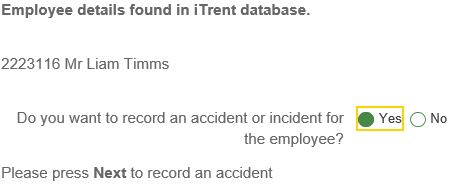 Employee details found in iTrent database.
2223116 Mr Liam Timms
Do you want to record an accident or incident for
the employee?
Yes No
Please press Next to record an accident